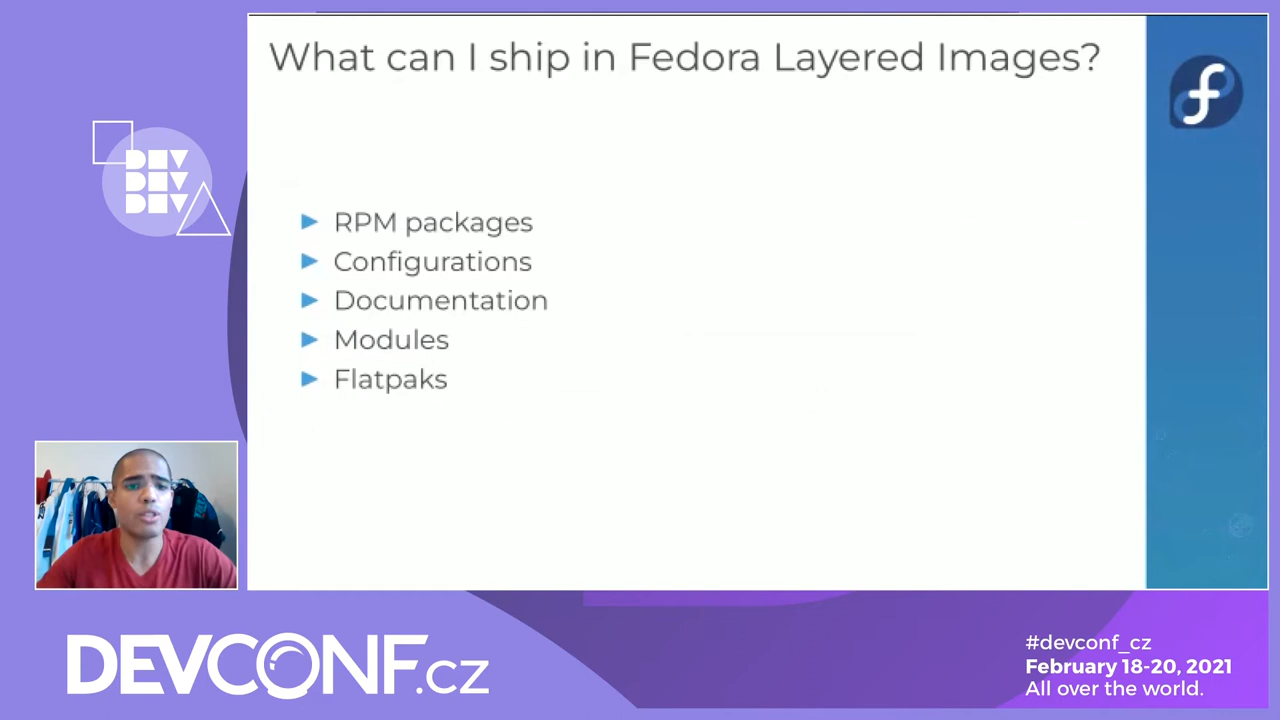 What can I ship in Fedora Layered Images?
DEV
DEV
DEV
RPM packages
Configurations
Documentation
Modules
Flatpaks
DEVCONF.cz
#devconf_cz
February 18-20, 2021
All over the world.